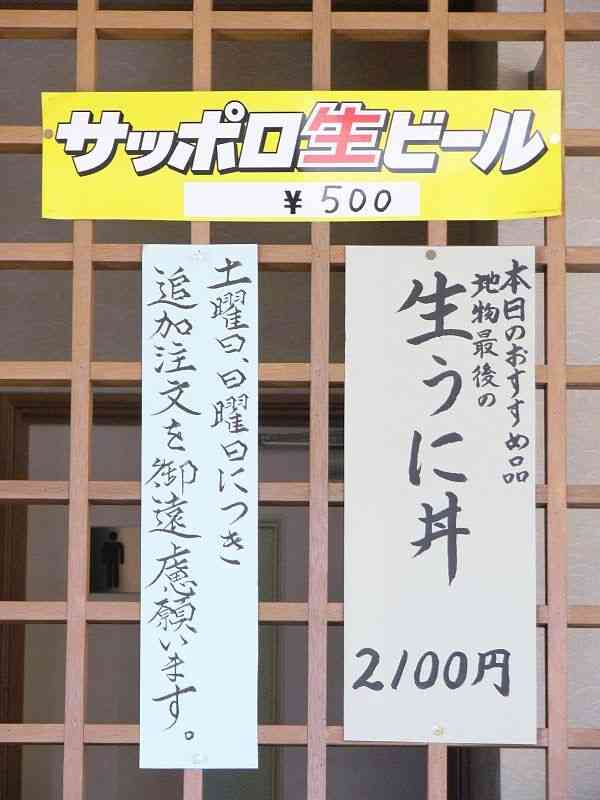 サッポロ生ビール
¥500
本日のおすすめ品
地物最後の
生うに丼
2100円
土曜日、日曜日につき
追加注文を御遠慮願います。